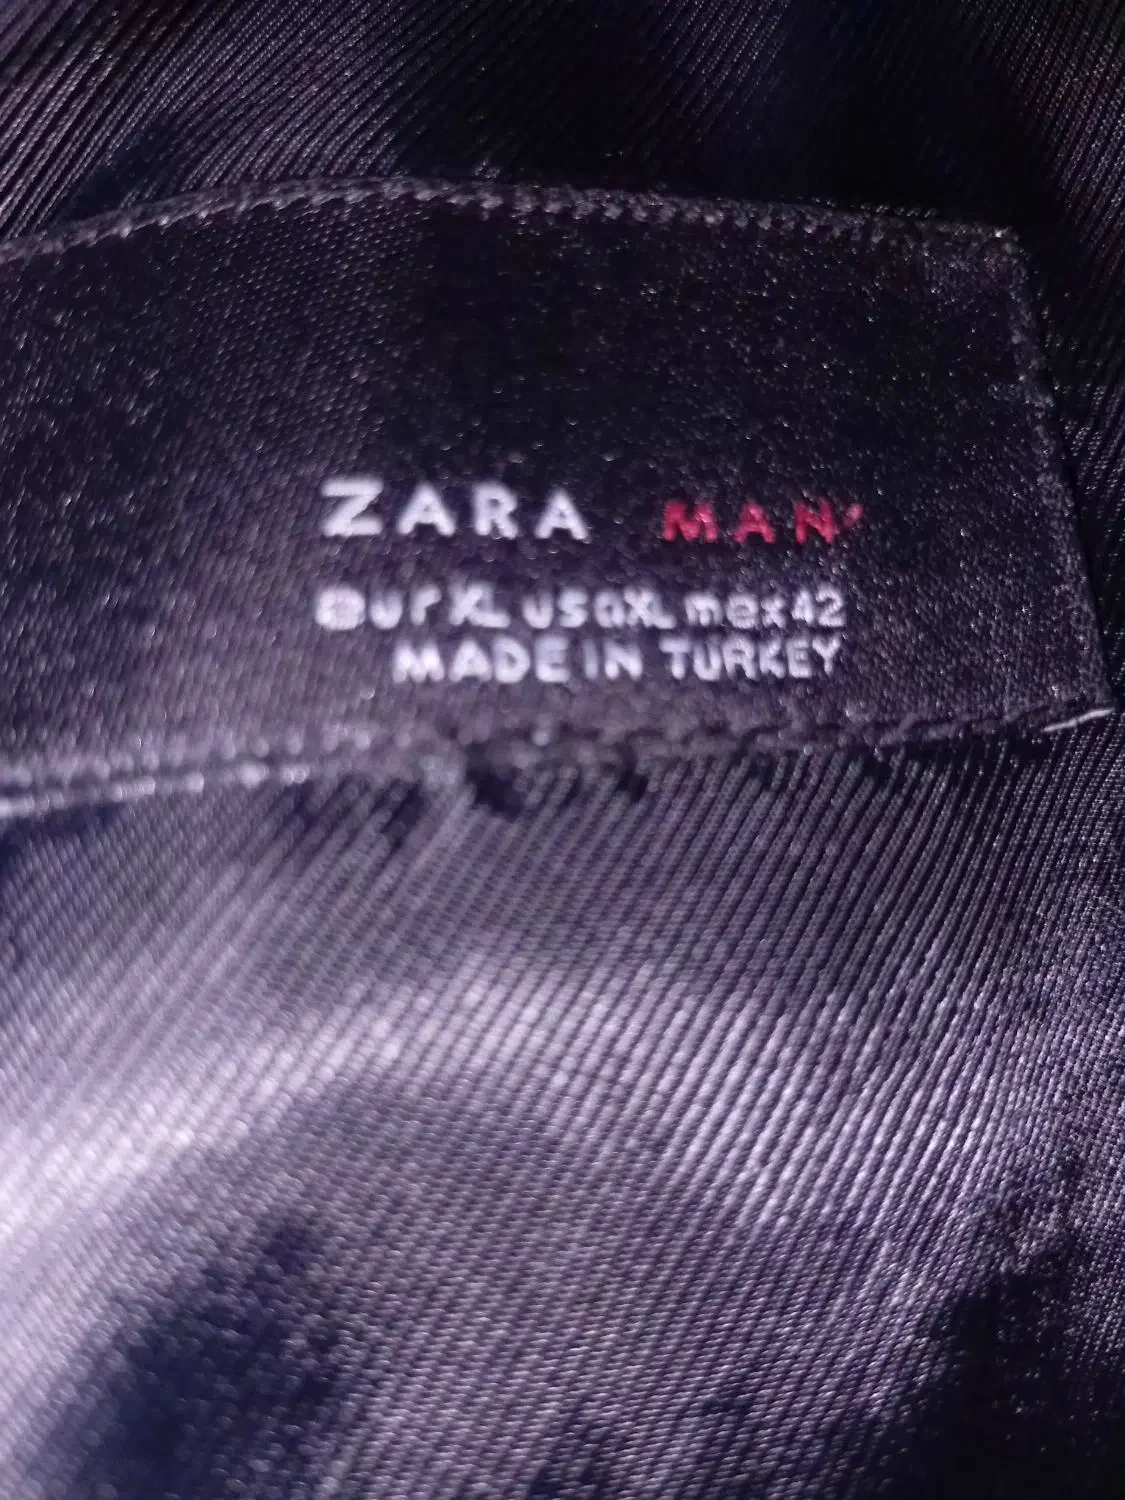 ZARA MAN
eur XL usa XL mex 42
MADE IN TURKEY